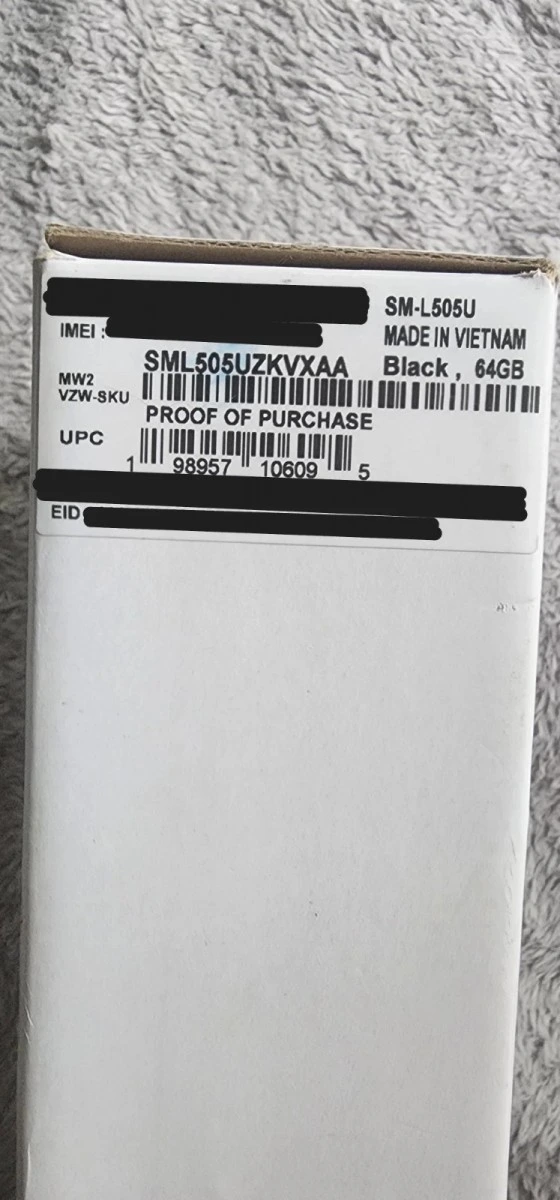 SM-L505U
IMEI :
MADE IN VIETNAM
SML505UZKVXAA
Black, 64GB
MW2
VZW-SKU
PROOF OF PURCHASE
UPC
1 98957 10609 5
EID